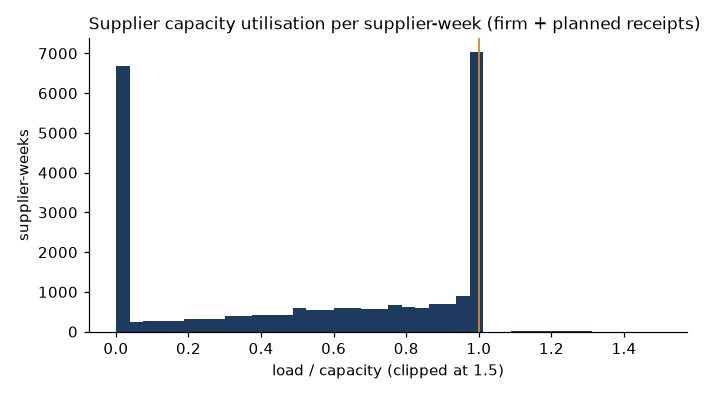 Supplier capacity utilisation per supplier-week (firm + planned receipts)
7000
6000
5000
4000
3000
2000
1000
0
supplier-weeks
0.0 0.2 0.4 0.6 0.8 1.0 1.2 1.4
load / capacity (clipped at 1.5)